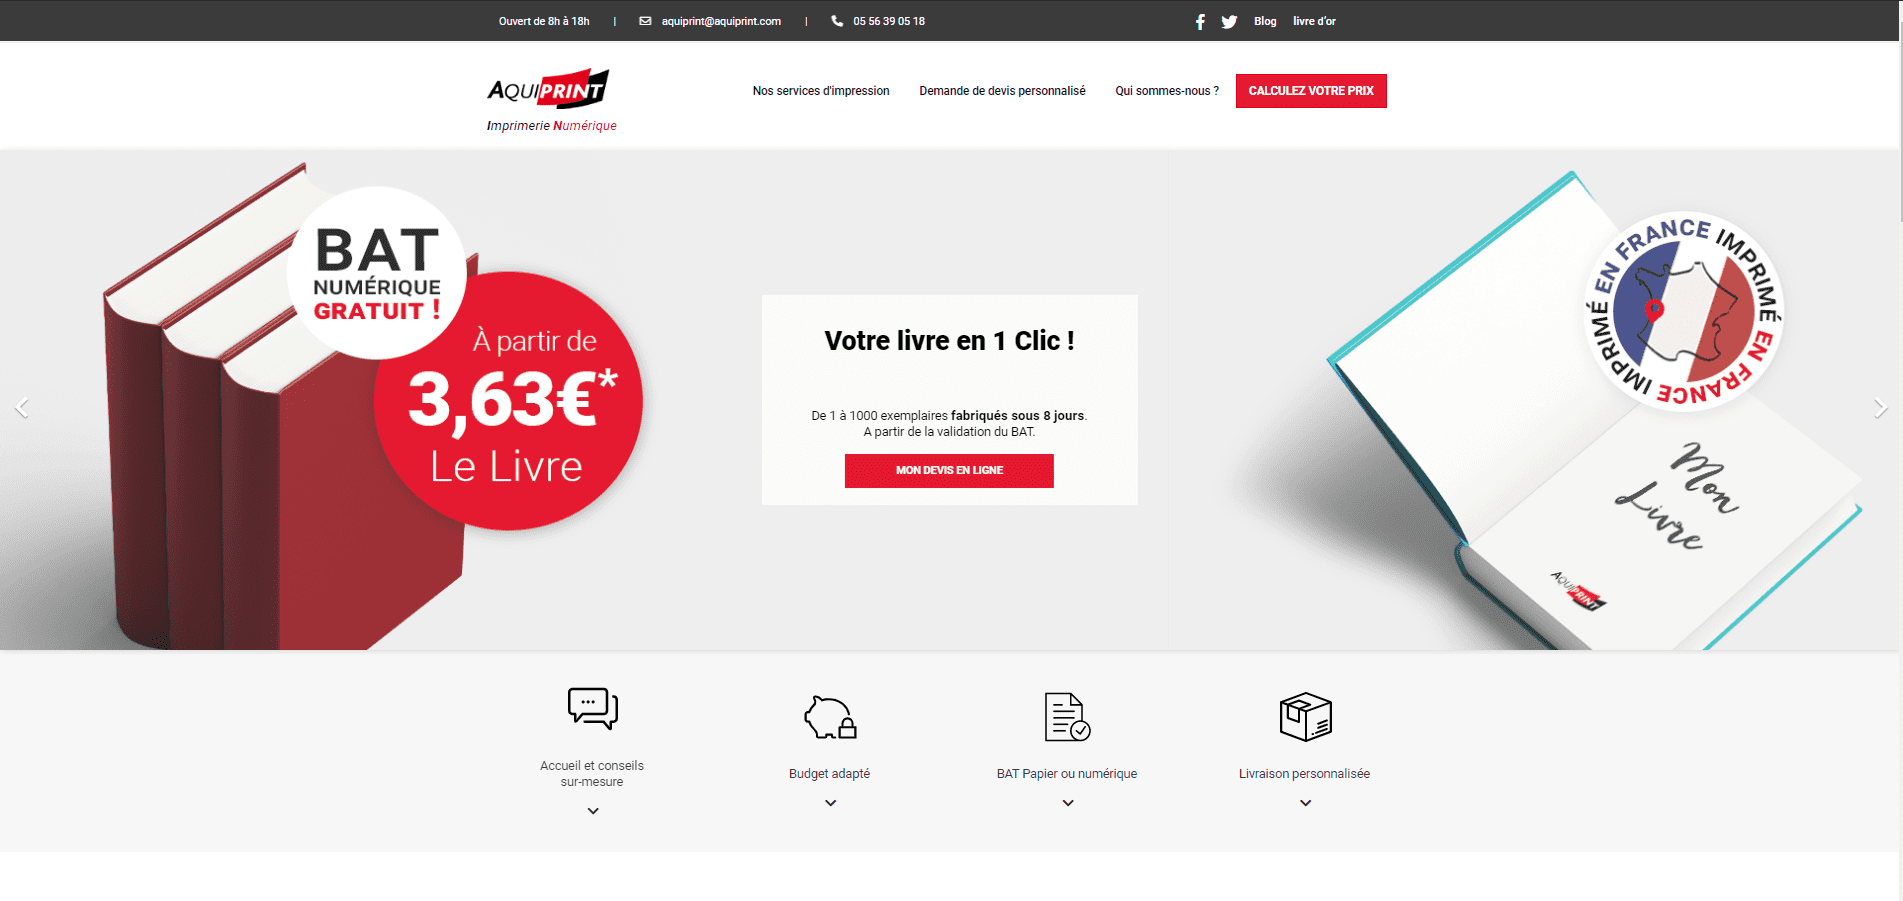 Ouvert de 8h à 18h | aquiprint@aquiprint.com | 05 56 39 05 18 Blog livre d'or
AQUIPRINT
Imprimerie Numérique
Nos services d'impression Demande de devis personnalisé Qui sommes-nous ? CALCULEZ VOTRE PRIX
BAT
NUMÉRIQUE
GRATUIT !
À partir de
3,63€*
Le Livre
Votre livre en 1 Clic !
De 1 à 1000 exemplaires fabriqués sous 8 jours.
A partir de la validation du BAT.
MON DEVIS EN LIGNE
IMPRIMÉ EN FRANCE IMPRIMÉ EN FRANCE
Mon
Livre
AQUIPRINT
Accueil et conseils
sur-mesure
Budget adapté
BAT Papier ou numérique
Livraison personnalisée